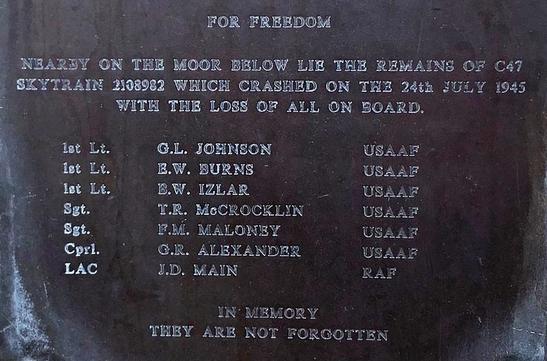 FOR FREEDOM
NEARBY ON THE MOOR BELOW LIE THE REMAINS OF C47
SKYTRAIN 2108982 WHICH CRASHED ON THE 24th JULY 1945
WITH THE LOSS OF ALL ON BOARD.
1st Lt. G.L. JOHNSON USAAF
1st Lt. E.W. BURNS USAAF
1st Lt. B.W. IZLAR USAAF
Sgt. T.R. McCROCKLIN USAAF
Sgt. F.M. MALONEY USAAF
Cprl. G.R. ALEXANDER USAAF
LAC J.D. MAIN RAF
IN MEMORY
THEY ARE NOT FORGOTTEN